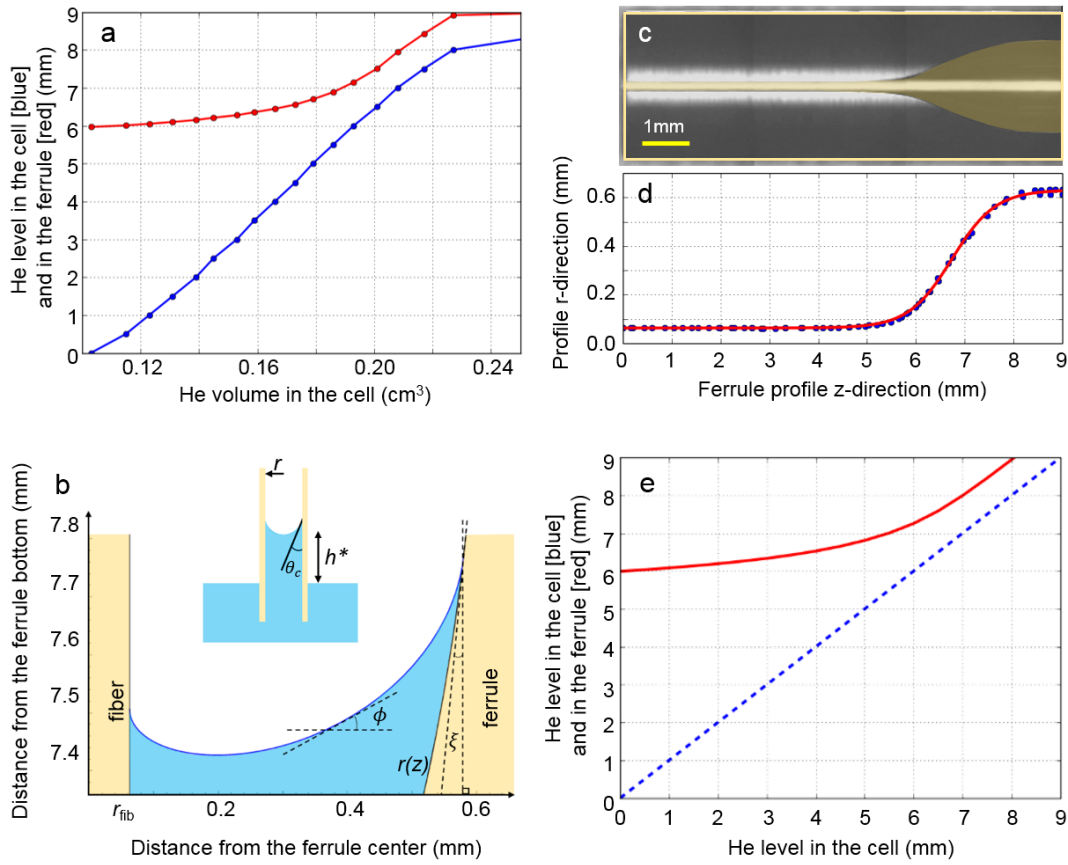 a
He level in the cell [blue]
and in the ferrule [red] (mm)
9
8
7
6
5
4
3
2
1
0
0.12
0.16
0.20
0.24
He volume in the cell (cm³)
c
1mm
d
Profile r-direction (mm)
0.6
0.4
0.2
0.0
0 1 2 3 4 5 6 7 8 9
Ferrule profile z-direction (mm)
b
Distance from the ferrule bottom (mm)
7.8
7.7
7.6
7.5
7.4
r
h*
θc
fiber
ϕ
ξ
r(z)
ferrule
rfib
0.2
0.4
0.6
Distance from the ferrule center (mm)
e
He level in the cell [blue]
and in the ferrule [red] (mm)
9
8
7
6
5
4
3
2
1
0
0 1 2 3 4 5 6 7 8 9
He level in the cell (mm)